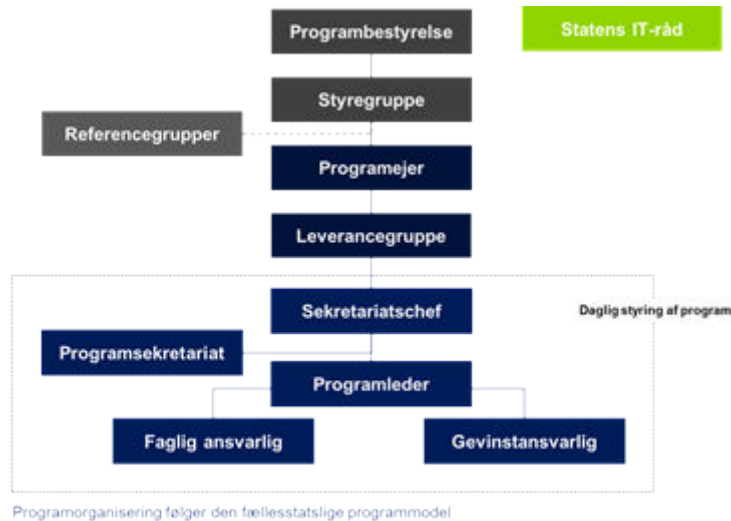 Programbestyrelse
Statens IT-råd
Styregruppe
Referencegrupper
Programejer
Leverancegruppe
Sekretariatschef
Daglig styring af program
Programsekretariat
Programleder
Faglig ansvarlig
Gevinstansvarlig
Programorganisering følger den fællesstatslige programmodel